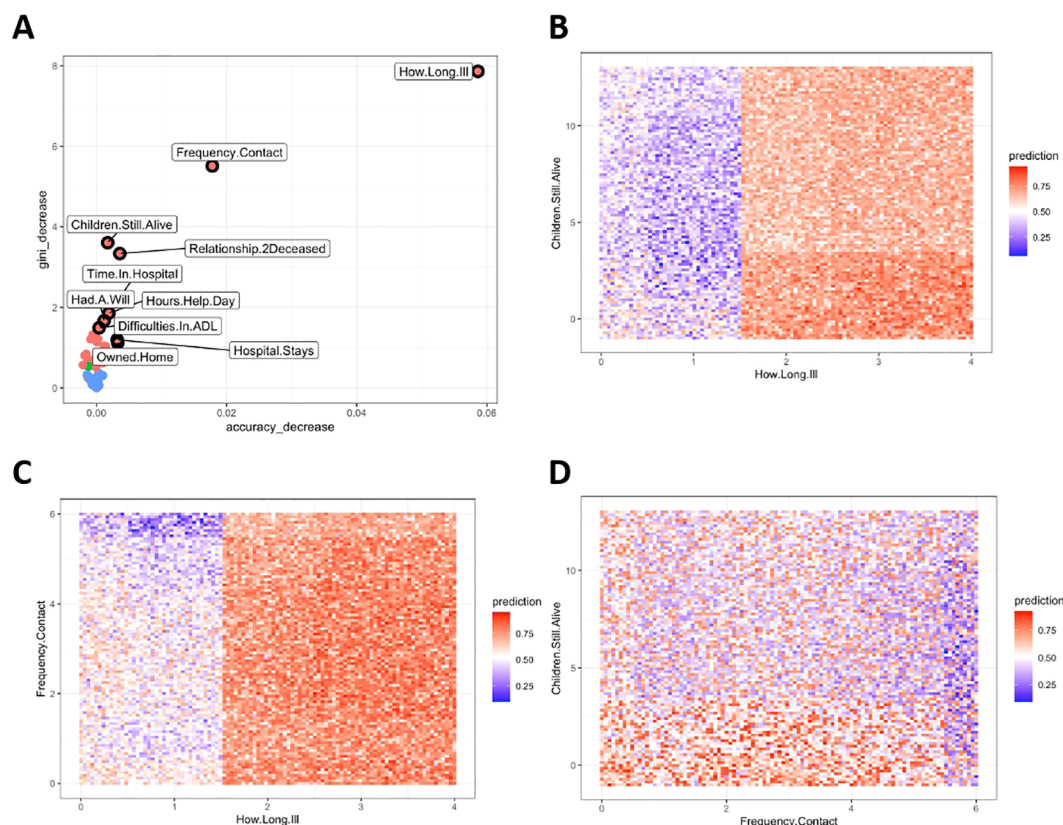 A
gini_decrease
8
6
4
2
0
How.Long.Ill
Frequency.Contact
Children.Still.Alive
Relationship.2Deceased
Time.In.Hospital
Had.A.Will
Hours.Help.Day
Difficulties.In.ADL
Hospital.Stays
Owned.Home
0.00
0.02
0.04
0.06
accuracy_decrease
B
Children.Still.Alive
10
5
0
0
1
2
3
4
How.Long.Ill
prediction
0.75
0.50
0.25
C
Frequency.Contact
6
4
2
0
0
1
2
3
4
How.Long.Ill
prediction
0.75
0.50
0.25
D
Children.Still.Alive
10
5
0
0
2
4
6
Frequency.Contact
prediction
0.75
0.50
0.25